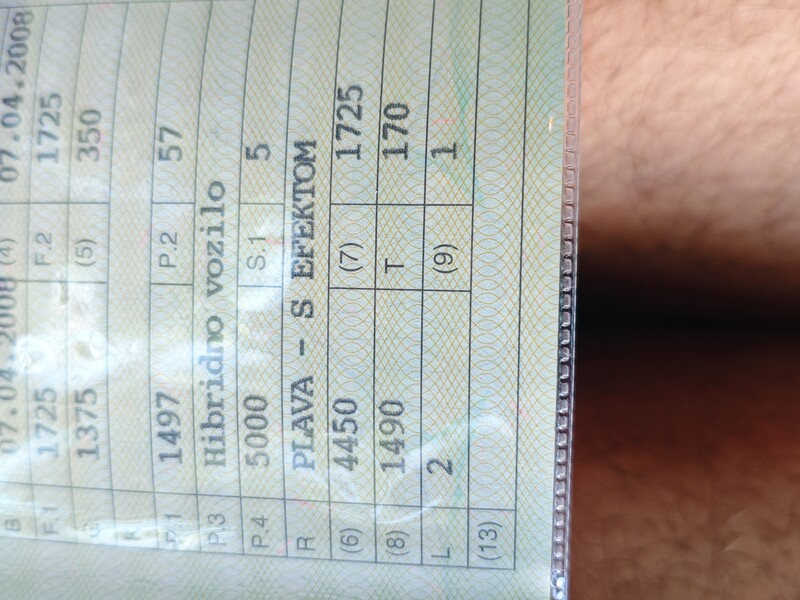 B 07.04.2008 (4) 07.04.2008
F.1 1725 F.2 1725
G 1375 (5) 350
K
P.1 1497 P.2 57
P.3 Hibridno vozilo
P.4 5000 S.1 5
R PLAVA - S EFEKTOM
(6) 4450 (7) 1725
(8) 1490 T 170
L 2 (9) 1
(13)